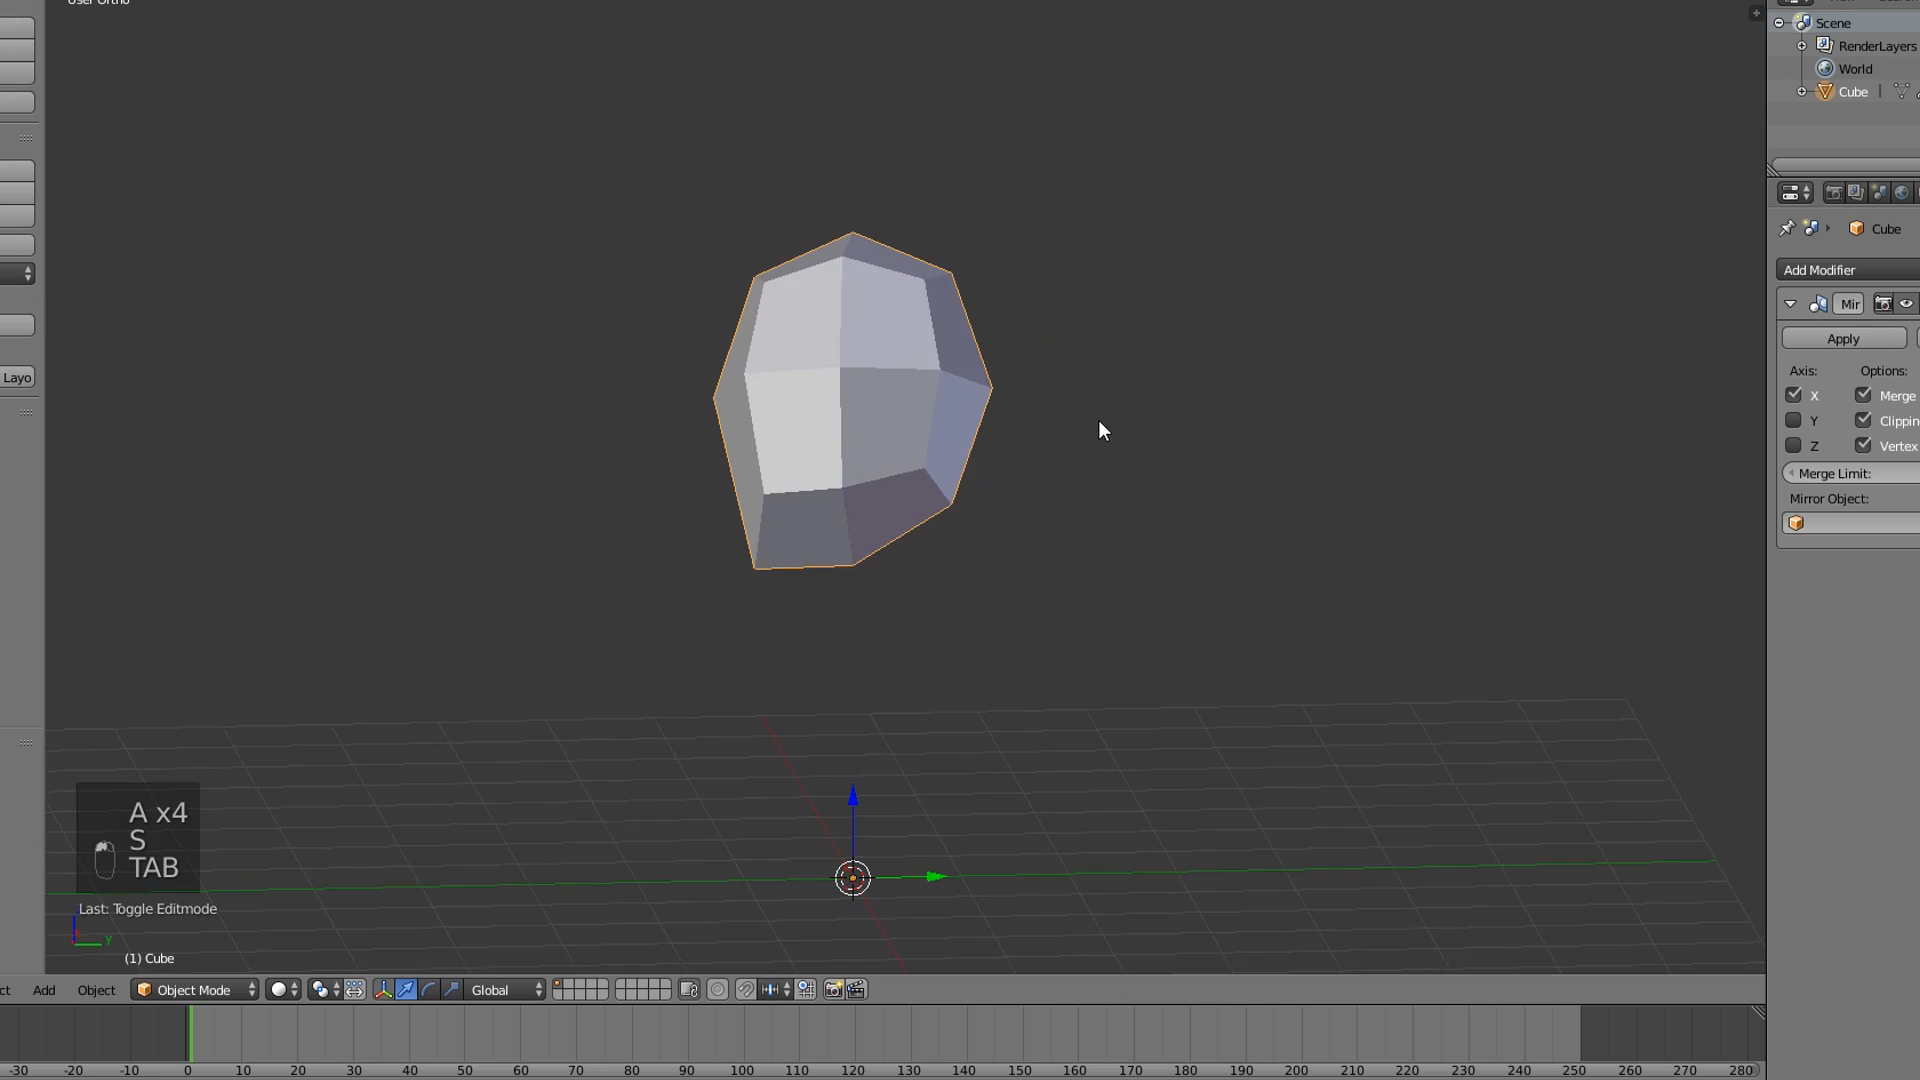 User Ortho
Scene
RenderLayers
World
Cube
Cube
Add Modifier
Mir
Apply
Axis: Options:
X Merge
Y Clippin
Z Vertex
Merge Limit:
Mirror Object:
Layo
A x4
S
TAB
Last: Toggle Editmode
y
(1) Cube
ct Add Object Object Mode Global
-30 -20 -10 0 10 20 30 40 50 60 70 80 90 100 110 120 130 140 150 160 170 180 190 200 210 220 230 240 250 260 270 280